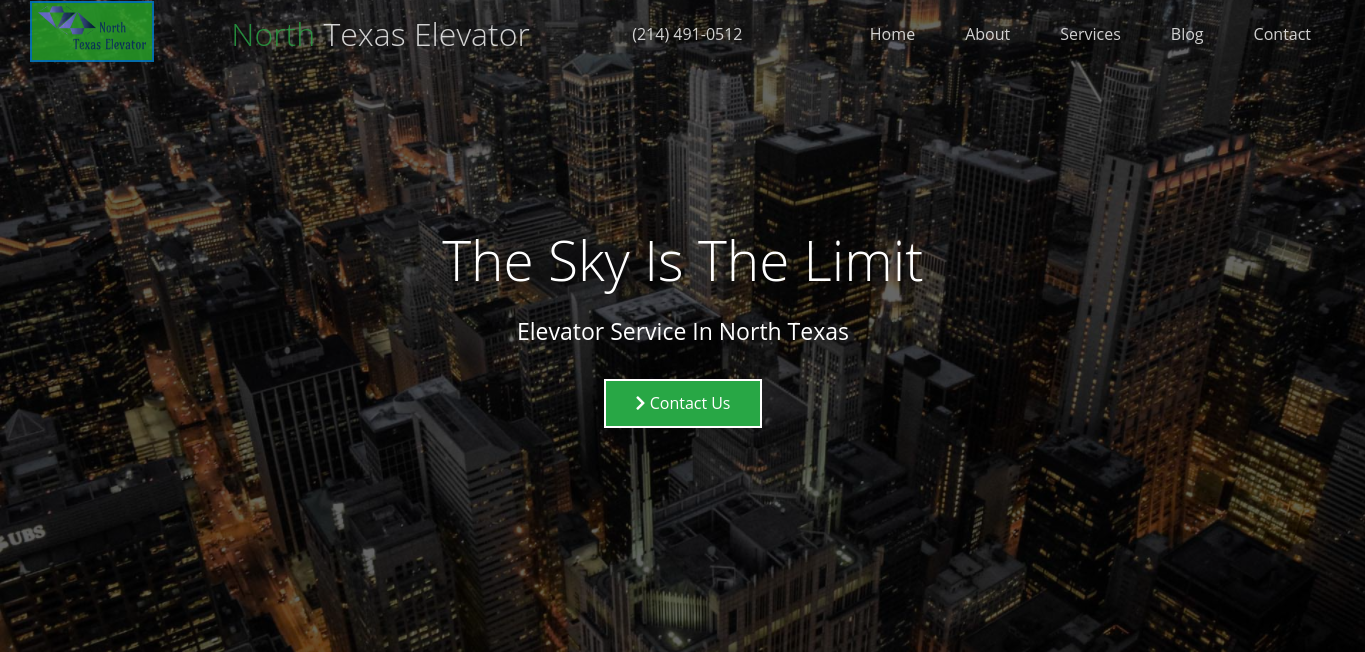 North
Texas Elevator
North Texas Elevator
(214) 491-0512
Home
About
Services
Blog
Contact
The Sky Is The Limit
Elevator Service In North Texas
Contact Us
UBS